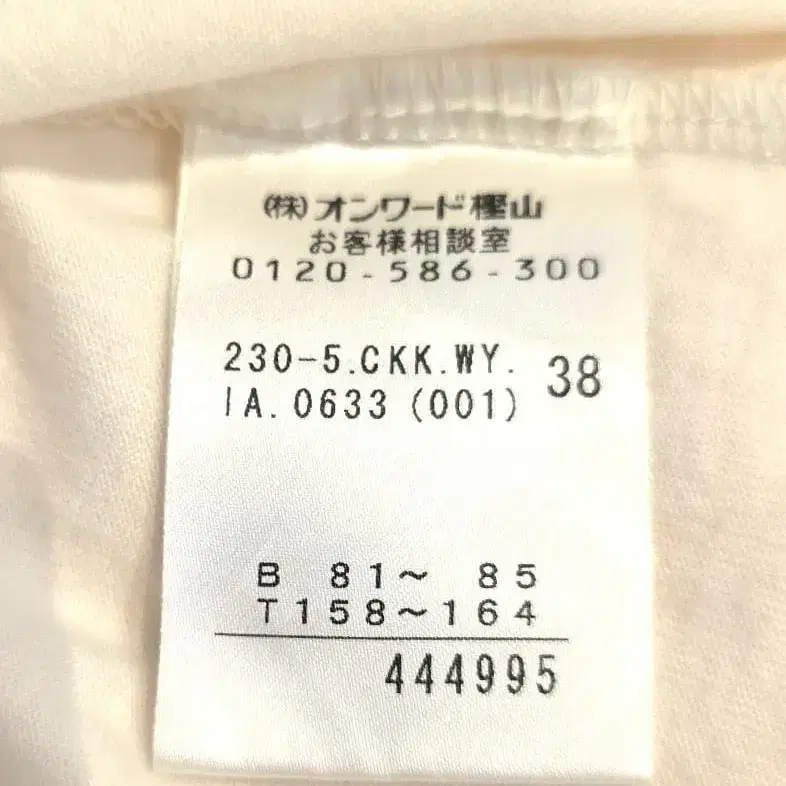 (株)オンワード樫山
お客様相談室
0120-586-300
230-5.CKK.WY. 38
IA.0633 (001)
B 81~ 85
T158~164
444995